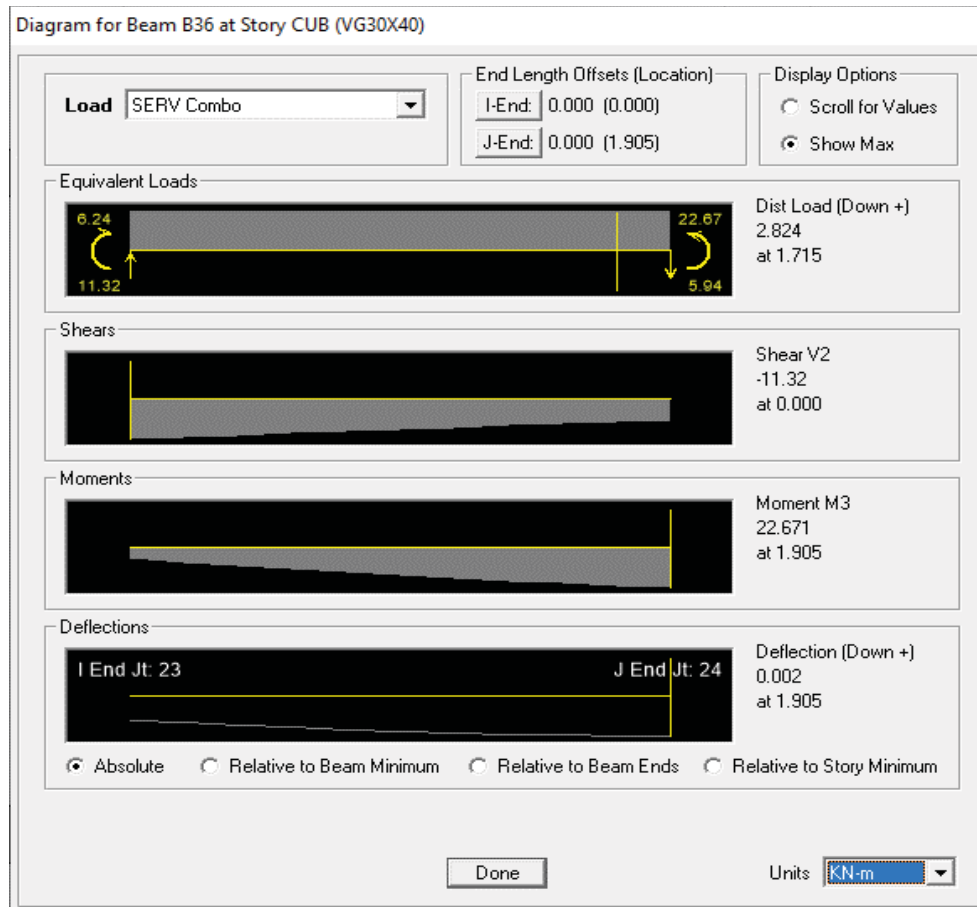 Diagram for Beam B36 at Story CUB (VG30X40)
Load SERV Combo
End Length Offsets (Location)
I-End: 0.000 (0.000)
J-End: 0.000 (1.905)
Display Options
Scroll for Values
Show Max
Equivalent Loads
6.24
11.32
22.67
5.94
Dist Load (Down +)
2.824
at 1.715
Shears
Shear V2
-11.32
at 0.000
Moments
Moment M3
22.671
at 1.905
Deflections
I End Jt: 23
J End Jt: 24
Deflection (Down +)
0.002
at 1.905
Absolute
Relative to Beam Minimum
Relative to Beam Ends
Relative to Story Minimum
Done
Units KN-m